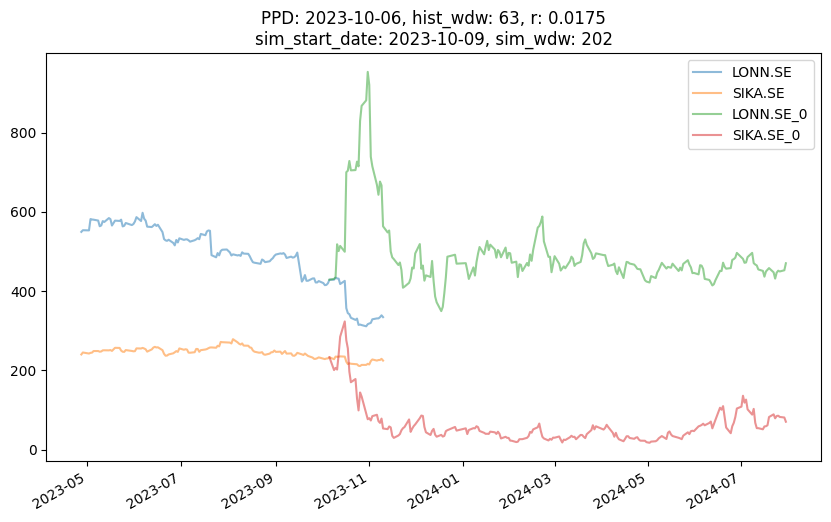 PPD: 2023-10-06, hist_wdw: 63, r: 0.0175
sim_start_date: 2023-10-09, sim_wdw: 202
LONN.SE
SIKA.SE
LONN.SE_0
SIKA.SE_0
800
600
400
200
0
2023-05
2023-07
2023-09
2023-11
2024-01
2024-03
2024-05
2024-07